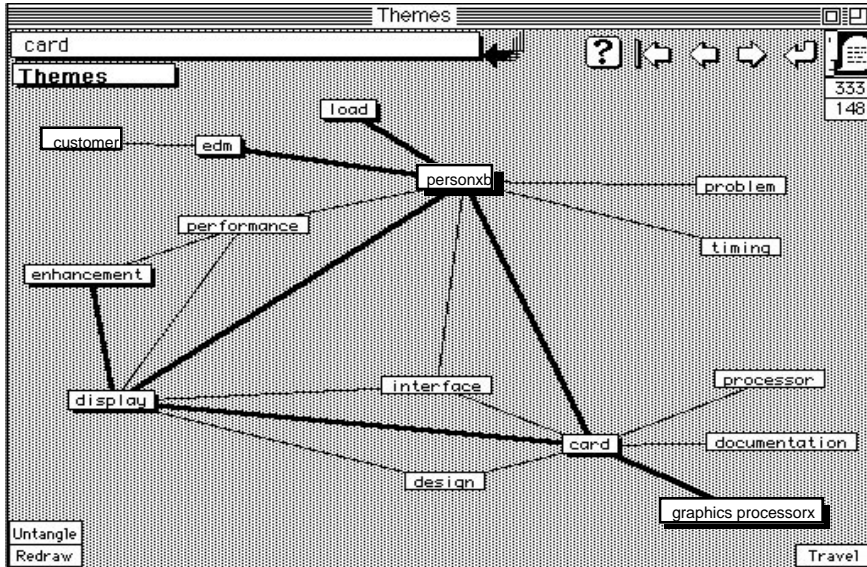 Themes
card
?
Themes
333
148
load
customer
edm
personxb
problem
performance
timing
enhancement
processor
interface
display
card
documentation
design
graphics processorx
Untangle
Redraw
Travel